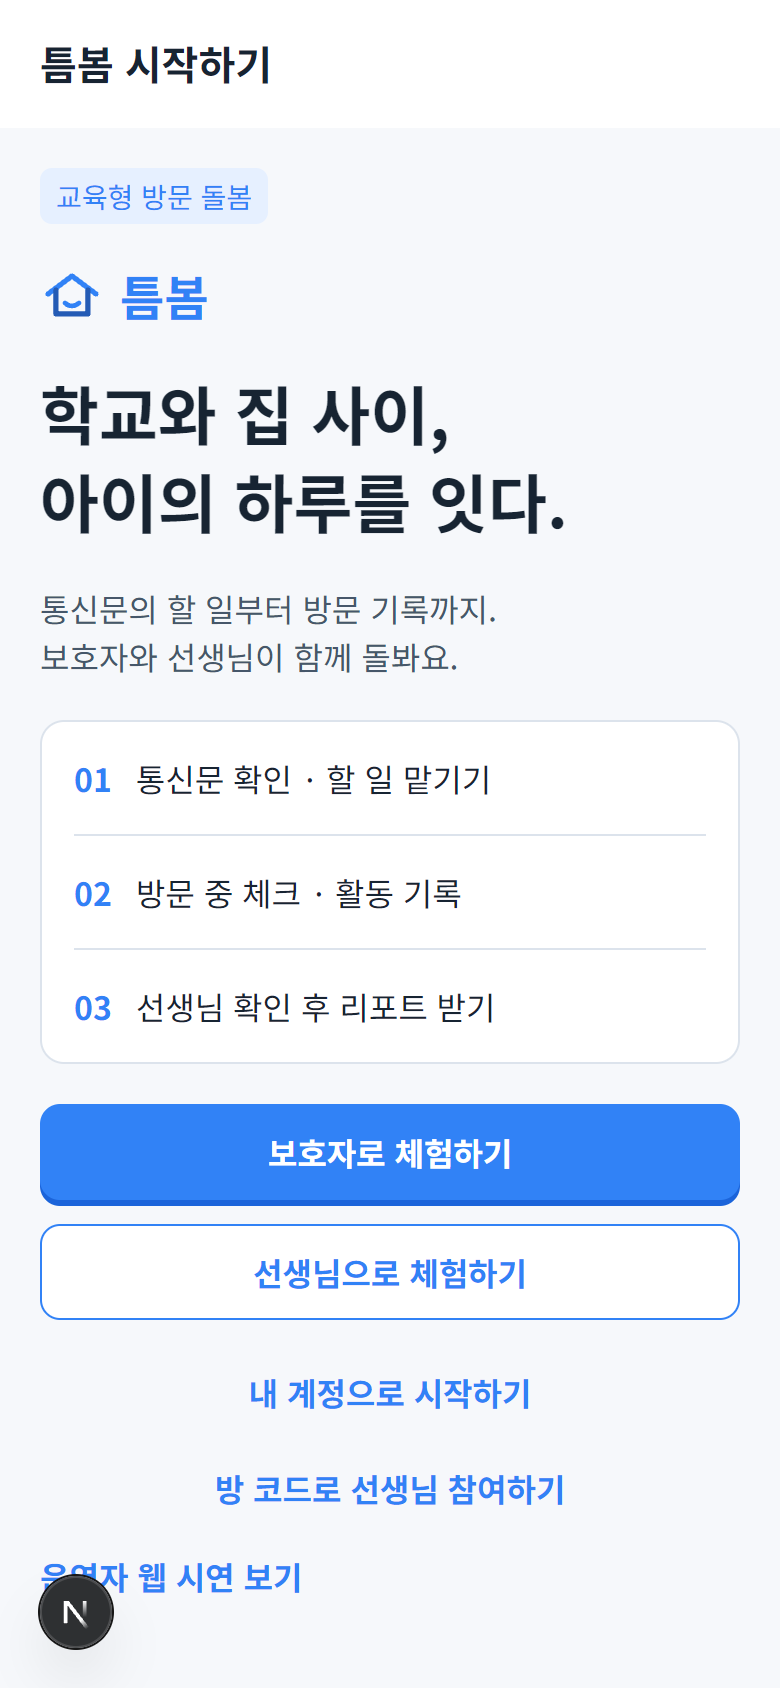 틈봄 시작하기
교육형 방문 돌봄
틈봄
학교와 집 사이,
아이의 하루를 잇다.
통신문의 할 일부터 방문 기록까지.
보호자와 선생님이 함께 돌봐요.
01 통신문 확인 · 할 일 맡기기
02 방문 중 체크 · 활동 기록
03 선생님 확인 후 리포트 받기
보호자로 체험하기
선생님으로 체험하기
내 계정으로 시작하기
방 코드로 선생님 참여하기
운영자 웹 시연 보기
N